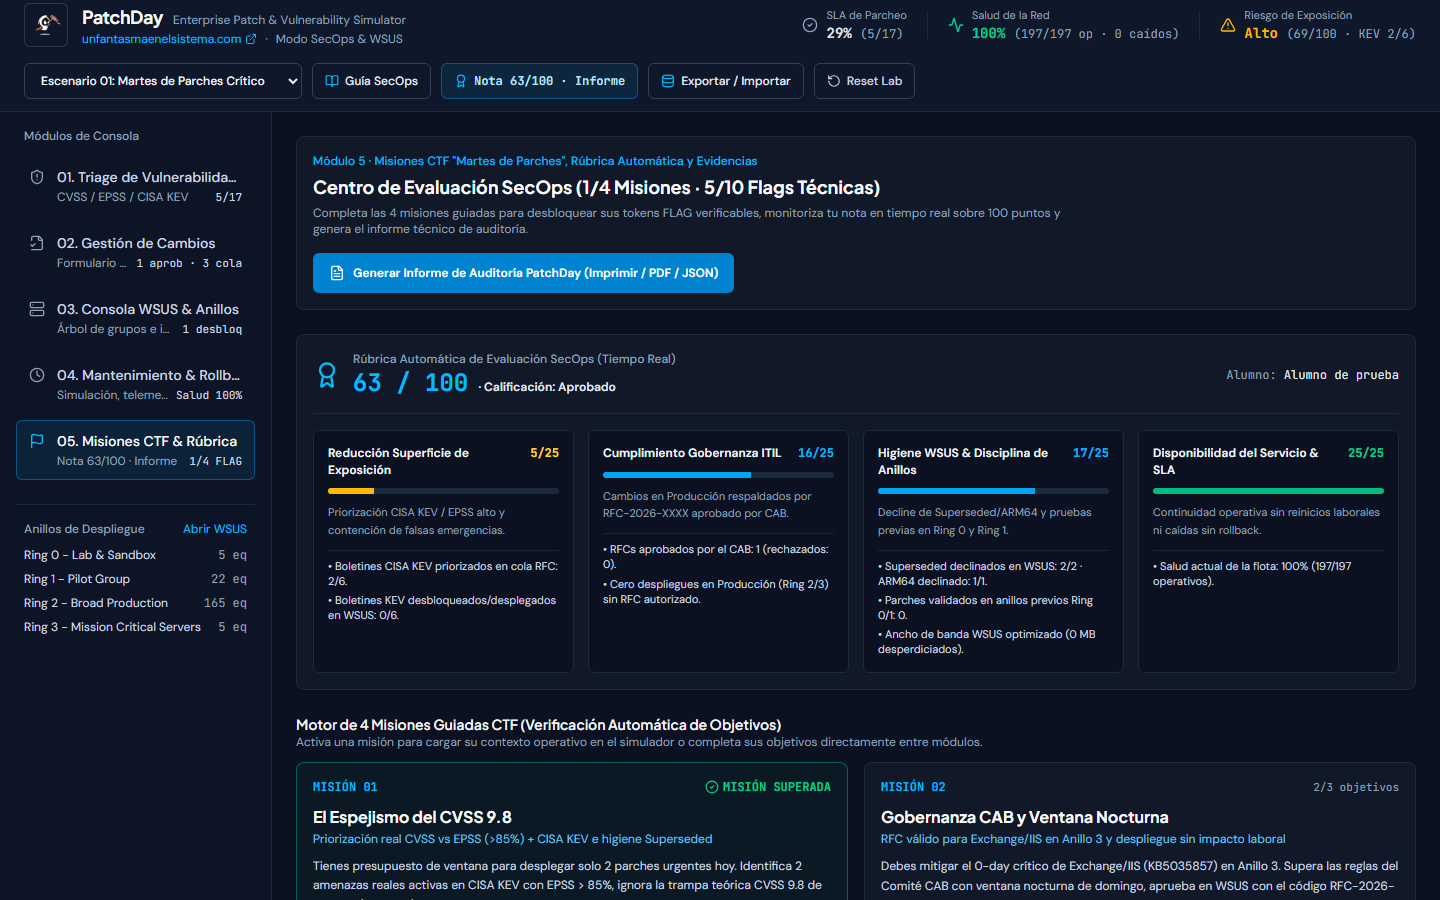 PatchDay Enterprise Patch & Vulnerability Simulator
unfantasmaenelsistema.com · Modo SecOps & WSUS
SLA de Parcheo
29% (5/17)
Salud de la Red
100% (197/197 op · 0 caídos)
Riesgo de Exposición
Alto (69/100 · KEV 2/6)
Escenario 01: Martes de Parches Crítico
Guía SecOps
Nota 63/100 · Informe
Exportar / Importar
Reset Lab
Módulos de Consola
01. Triage de Vulnerabilida...
CVSS / EPSS / CISA KEV 5/17
02. Gestión de Cambios
Formulario ... 1 aprob · 3 cola
03. Consola WSUS & Anillos
Árbol de grupos e i... 1 desbloq
04. Mantenimiento & Rollb...
Simulación, teleme... Salud 100%
05. Misiones CTF & Rúbrica
Nota 63/100 · Informe 1/4 FLAG
Anillos de Despliegue Abrir WSUS
Ring 0 - Lab & Sandbox 5 eq
Ring 1 - Pilot Group 22 eq
Ring 2 - Broad Production 165 eq
Ring 3 - Mission Critical Servers 5 eq
Módulo 5 · Misiones CTF "Martes de Parches", Rúbrica Automática y Evidencias
Centro de Evaluación SecOps (1/4 Misiones · 5/10 Flags Técnicas)
Completa las 4 misiones guiadas para desbloquear sus tokens FLAG verificables, monitoriza tu nota en tiempo real sobre 100 puntos y
genera el informe técnico de auditoría.
Generar Informe de Auditoría PatchDay (Imprimir / PDF / JSON)
Rúbrica Automática de Evaluación SecOps (Tiempo Real)
63 / 100 · Calificación: Aprobado
Alumno: Alumno de prueba
Reducción Superficie de
Exposición
5/25
Priorización CISA KEV / EPSS alto y
contención de falsas emergencias.
• Boletines CISA KEV priorizados en cola RFC:
2/6.
• Boletines KEV desbloqueados/desplegados
en WSUS: 0/6.
Cumplimiento Gobernanza ITIL 16/25
Cambios en Producción respaldados por
RFC-2026-XXXX aprobado por CAB.
• RFCs aprobados por el CAB: 1 (rechazados:
0).
• Cero despliegues en Producción (Ring 2/3)
sin RFC autorizado.
Higiene WSUS & Disciplina de
Anillos
17/25
Decline de Superseded/ARM64 y pruebas
previas en Ring 0 y Ring 1.
• Superseded declinados en WSUS: 2/2 ·
ARM64 declinado: 1/1.
• Parches validados en anillos previos Ring
0/1: 0.
• Ancho de banda WSUS optimizado (0 MB
desperdiciados).
Disponibilidad del Servicio &
SLA
25/25
Continuidad operativa sin reinicios laborales
ni caídas sin rollback.
• Salud actual de la flota: 100% (197/197
operativos).
Motor de 4 Misiones Guiadas CTF (Verificación Automática de Objetivos)
Activa una misión para cargar su contexto operativo en el simulador o completa sus objetivos directamente entre módulos.
MISIÓN 01 MISIÓN SUPERADA
El Espejismo del CVSS 9.8
Priorización real CVSS vs EPSS (>85%) + CISA KEV e higiene Superseded
Tienes presupuesto de ventana para desplegar solo 2 parches urgentes hoy. Identifica 2
amenazas reales activas en CISA KEV con EPSS > 85%, ignora la trampa teórica CVSS 9.8 de
MISIÓN 02 2/3 objetivos
Gobernanza CAB y Ventana Nocturna
RFC válido para Exchange/IIS en Anillo 3 y despliegue sin impacto laboral
Debes mitigar el 0-day crítico de Exchange/IIS (KB5035857) en Anillo 3. Supera las reglas del
Comité CAB con ventana nocturna de domingo, aprueba en WSUS con el código RFC-2026-